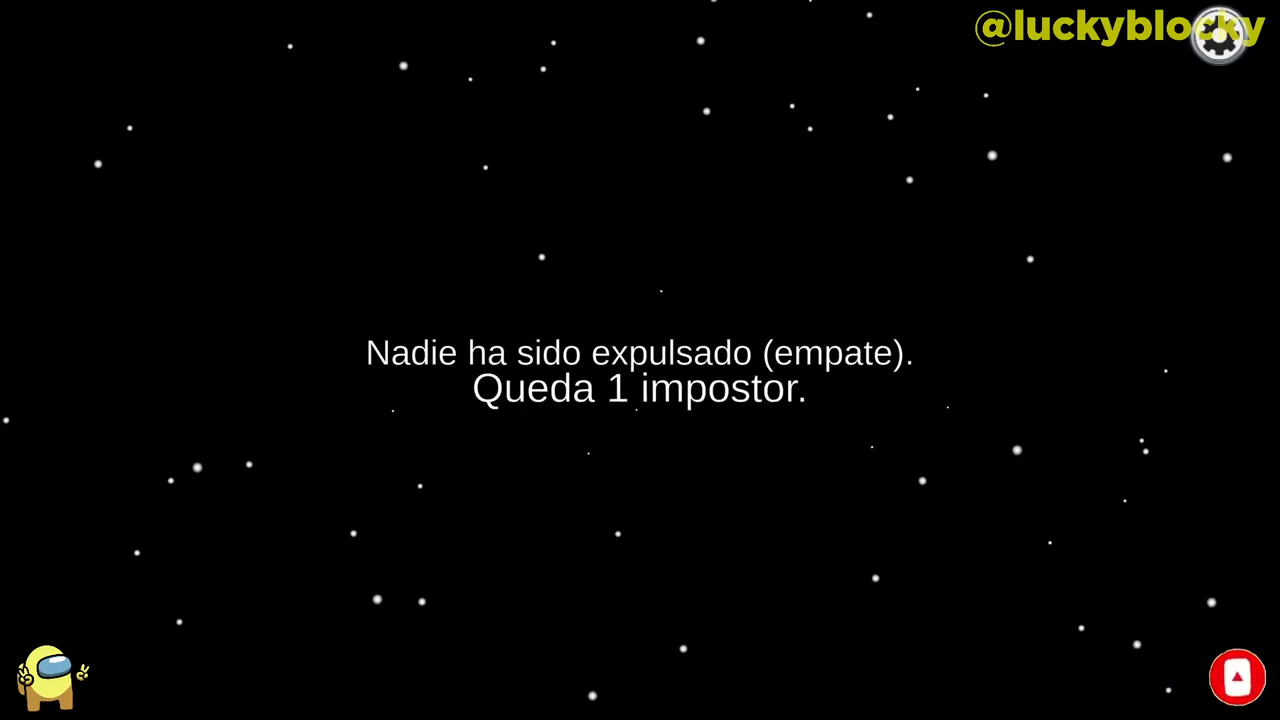 @luckyblocky
Nadie ha sido expulsado (empate).
Queda 1 impostor.